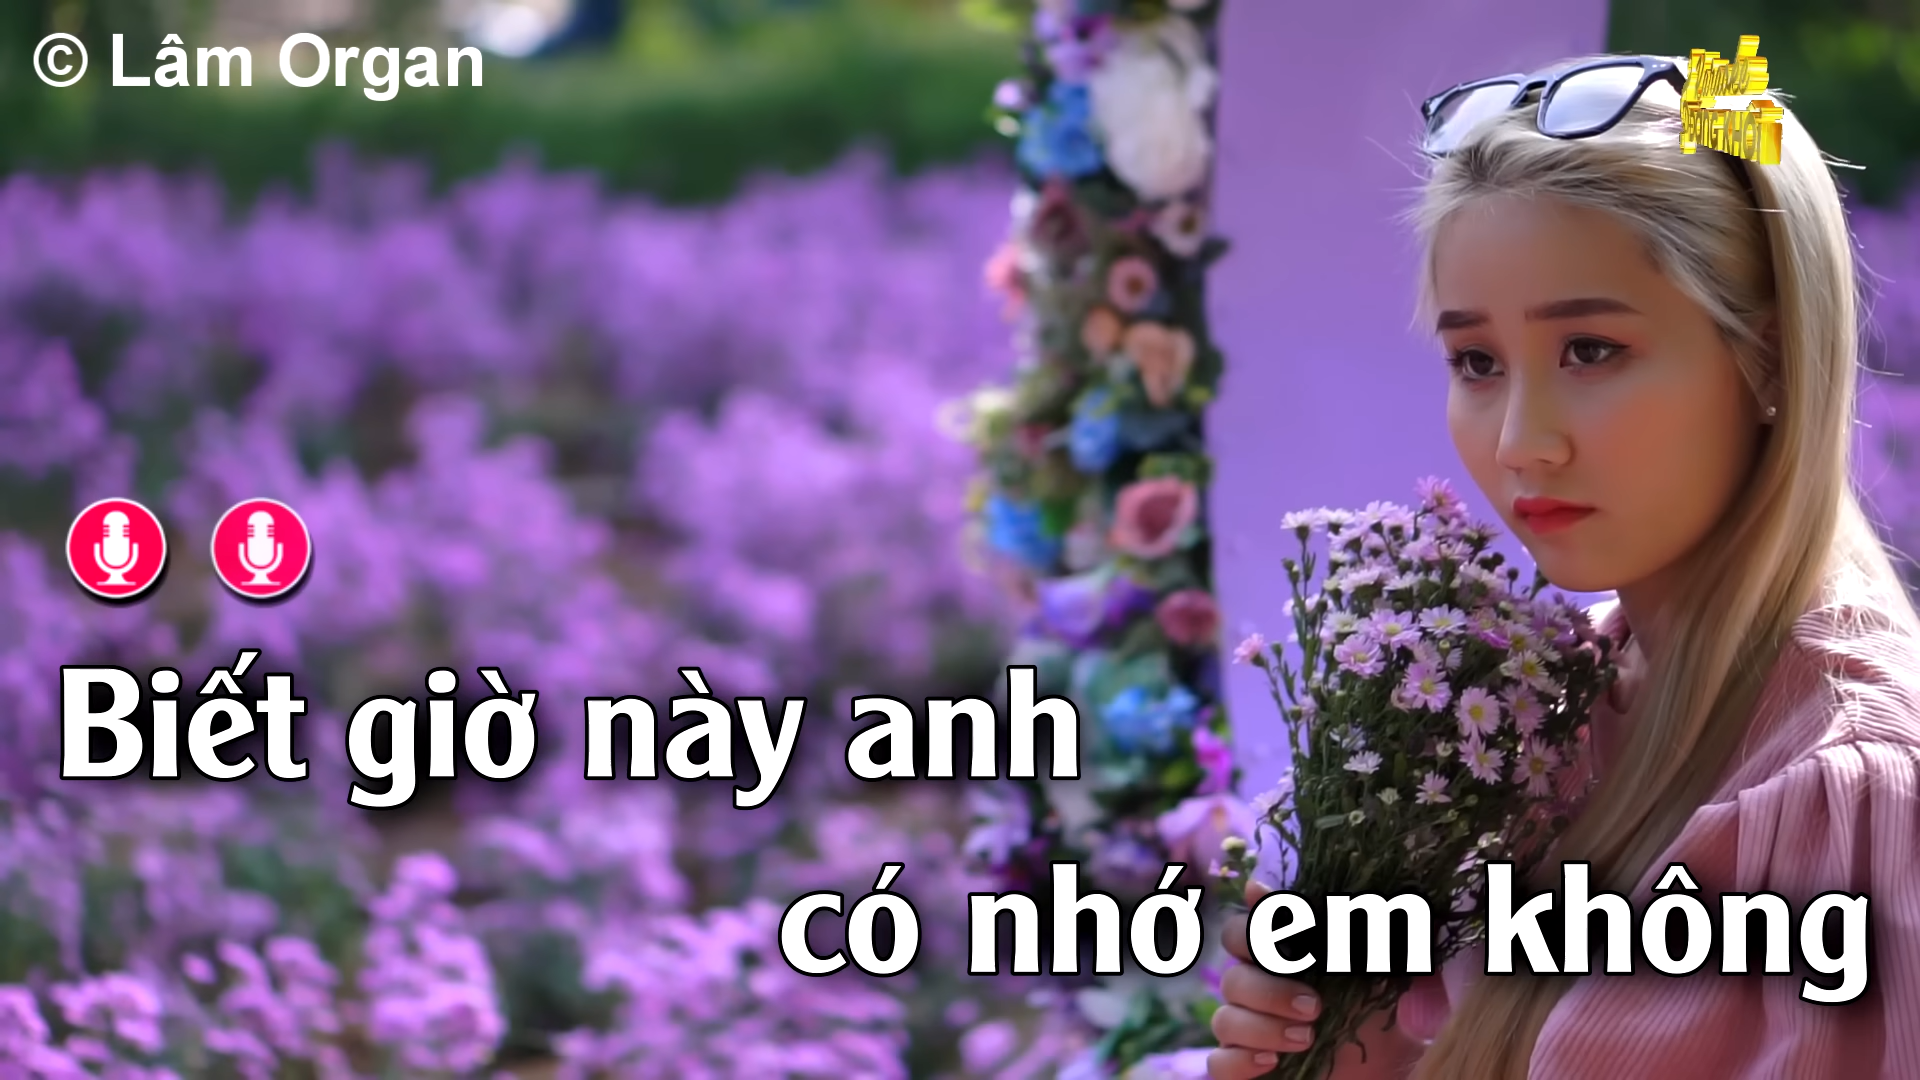 © Lâm Organ
Biết giờ này anh
có nhớ em không